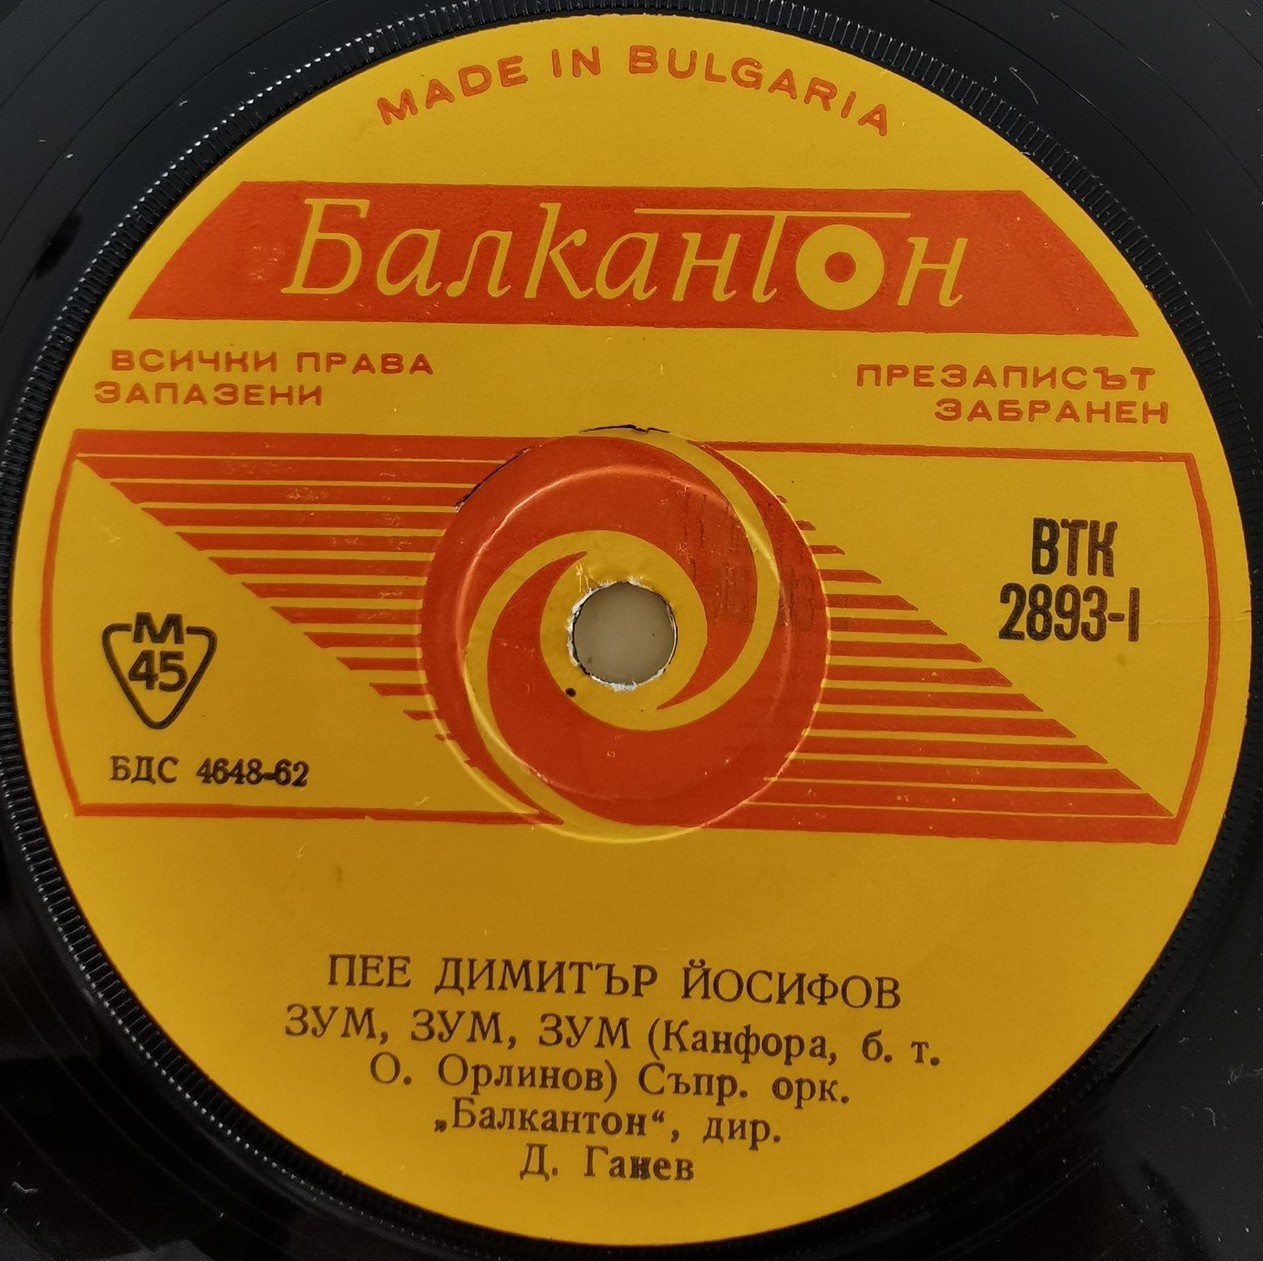 MADE IN BULGARIA
Балкантон
ВСИЧКИ ПРАВА
ЗАПАЗЕНИ
ПРЕЗАПИСЪТ
ЗАБРАНЕН
ВТК
2893-I
М
45
БДС 4648-62
ПЕЕ ДИМИТЪР ЙОСИФОВ
ЗУМ, ЗУМ, ЗУМ (Канфора, б. т.
О. Орлинов) Съпр. орк.
„Балкантон“, дир.
Д. Ганев